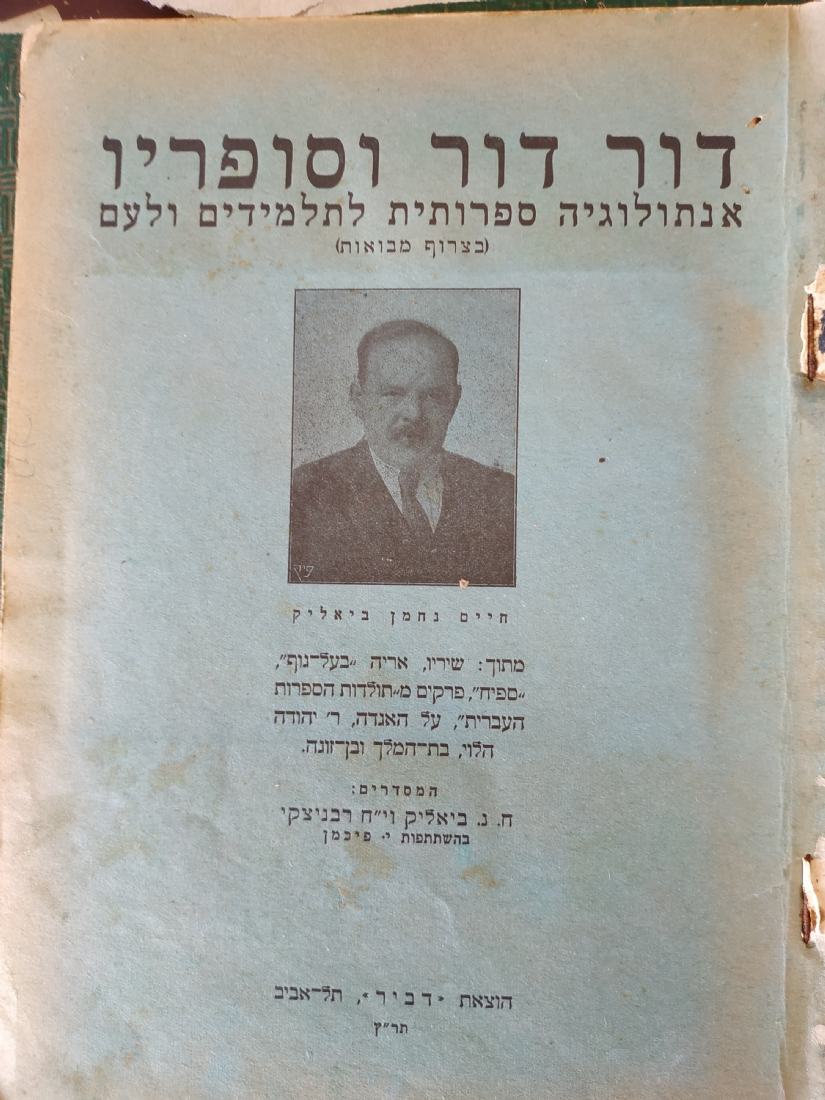 דור דור וסופריו
אנתולוגיה ספרותית לתלמידים ולעם
(בצרוף מבואות)
חיים נחמן ביאליק
מתוך: שיריו, אריה „בעל־גוף”,
„ספיח”, פרקים מ„תולדות הספרות
העברית”, על האגדה, ר׳ יהודה
הלוי, בת־המלך ובן־זוגה.
המסדרים:
ח. נ. ביאליק וי״ח רבניצקי
בהשתתפות י. פיכמן
הוצאת „דביר”, תל־אביב
תר״ץ